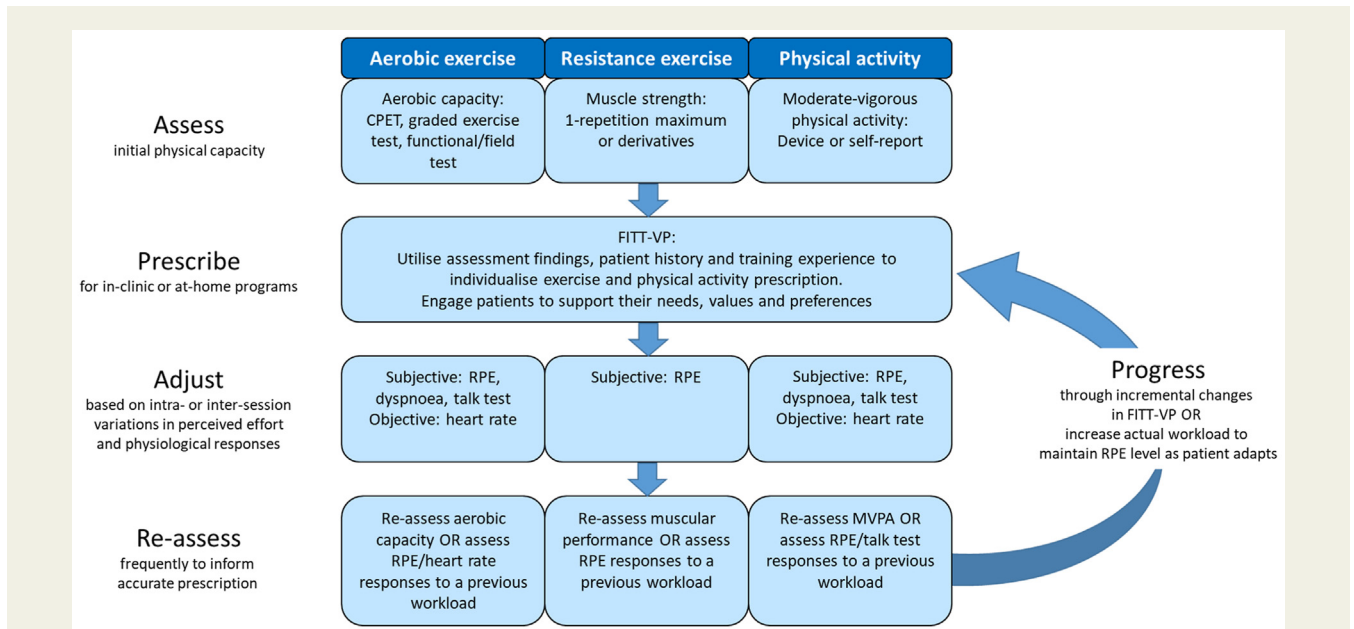 Aerobic exercise
Resistance exercise
Physical activity
Assess
initial physical capacity
Aerobic capacity:
CPET, graded exercise
test, functional/field
test
Muscle strength:
1-repetition maximum
or derivatives
Moderate-vigorous
physical activity:
Device or self-report
Prescribe
for in-clinic or at-home programs
FITT-VP:
Utilise assessment findings, patient history and training experience to
individualise exercise and physical activity prescription.
Engage patients to support their needs, values and preferences
Adjust
based on intra- or inter-session
variations in perceived effort
and physiological responses
Subjective: RPE,
dyspnoea, talk test
Objective: heart rate
Subjective: RPE
Subjective: RPE,
dyspnoea, talk test
Objective: heart rate
Progress
through incremental changes
in FITT-VP OR
increase actual workload to
maintain RPE level as patient adapts
Re-assess
frequently to inform
accurate prescription
Re-assess aerobic
capacity OR assess
RPE/heart rate
responses to a previous
workload
Re-assess muscular
performance OR assess
RPE responses to a
previous workload
Re-assess MVPA OR
assess RPE/talk test
responses to a previous
workload